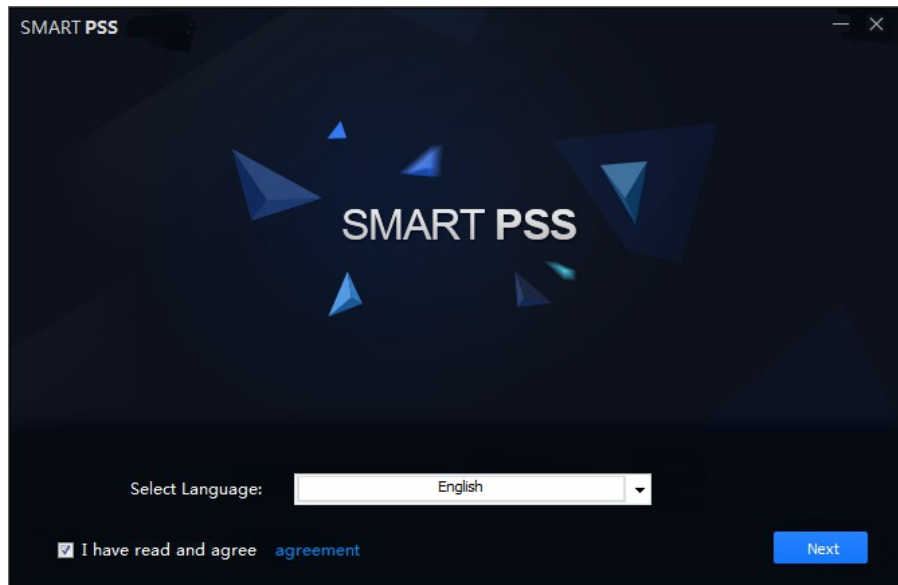 SMART PSS
SMART PSS
Select Language: English
I have read and agree agreement
Next